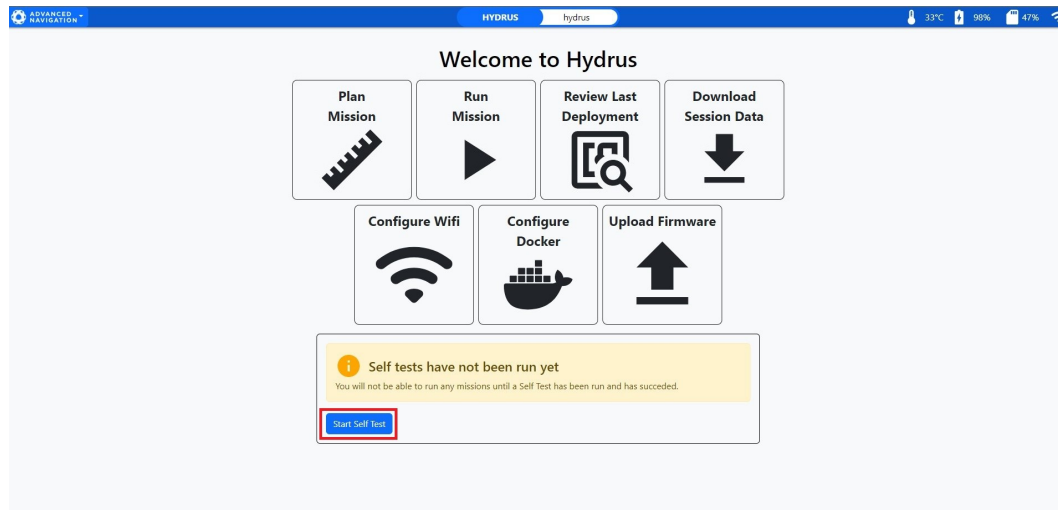 ADVANCED
NAVIGATION
HYDRUS
hydrus
33°C
98%
47%
Welcome to Hydrus
Plan
Mission
Run
Mission
Review Last
Deployment
Download
Session Data
Configure Wifi
Configure
Docker
Upload Firmware
i
Self tests have not been run yet
You will not be able to run any missions until a Self Test has been run and has succeded.
Start Self Test